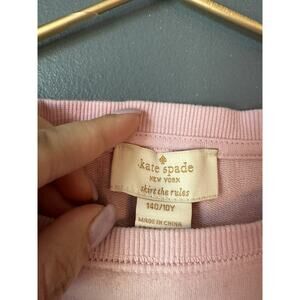 kate spade
NEW YORK
skirt the rules
140/10Y
MADE IN CHINA